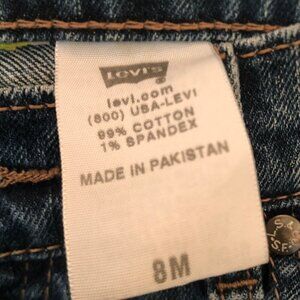 Levi's
levi.com
(800) USA-LEVI
99% COTTON
1% SPANDEX
MADE IN PAKISTAN
8M